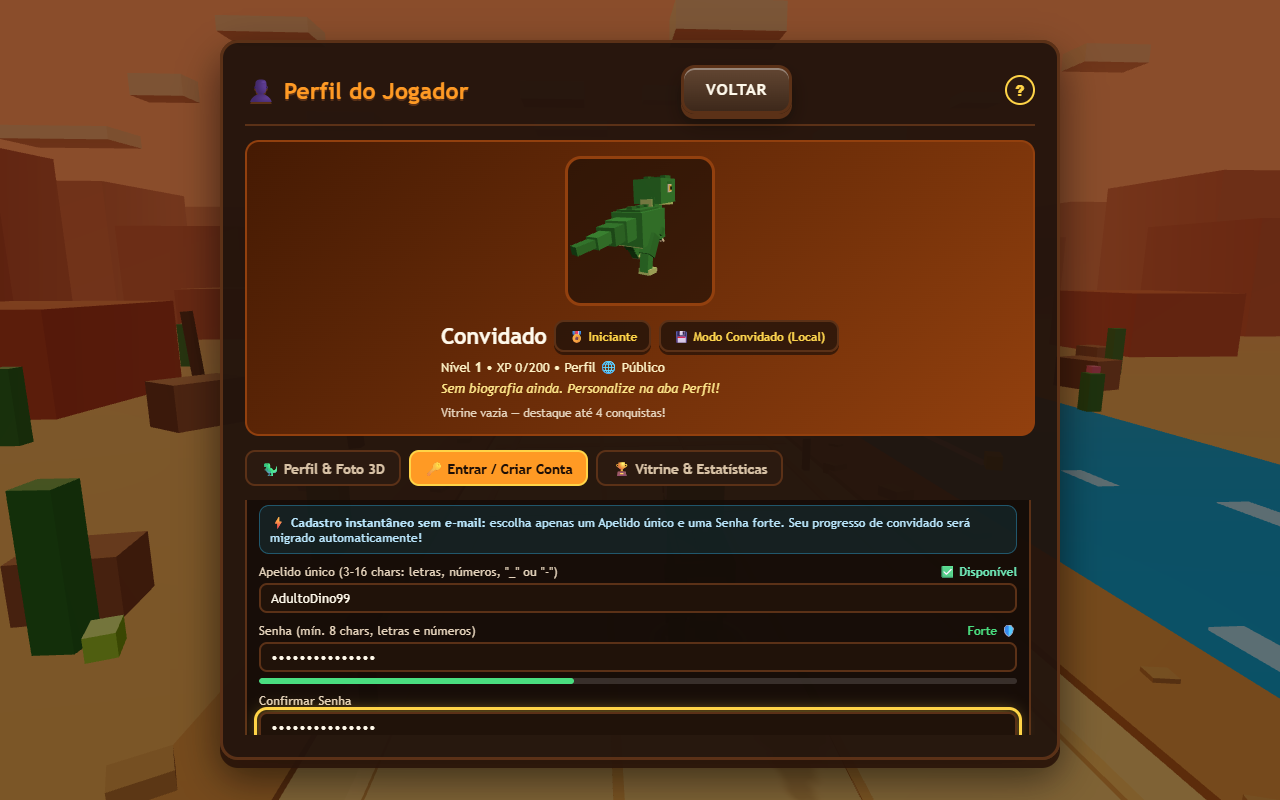 👤 Perfil do Jogador
VOLTAR
?
Convidado
🏅 Iniciante
💾 Modo Convidado (Local)
Nível 1 • XP 0/200 • Perfil 🌐 Público
Sem biografia ainda. Personalize na aba Perfil!
Vitrine vazia — destaque até 4 conquistas!
🦖 Perfil & Foto 3D
🔑 Entrar / Criar Conta
🏆 Vitrine & Estatísticas
⚡ Cadastro instantâneo sem e-mail: escolha apenas um Apelido único e uma Senha forte. Seu progresso de convidado será
migrado automaticamente!
Apelido único (3-16 chars: letras, números, "_" ou "-")
✅ Disponível
AdultoDino99
Senha (mín. 8 chars, letras e números)
Forte 🛡️
•••••••••••••••
Confirmar Senha
•••••••••••••••